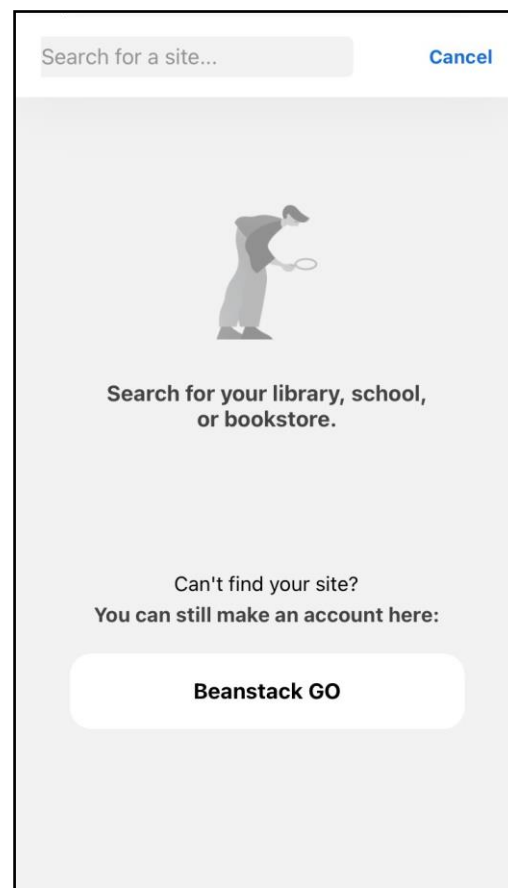 Search for a site...
Cancel
Search for your library, school,
or bookstore.
Can't find your site?
You can still make an account here:
Beanstack GO